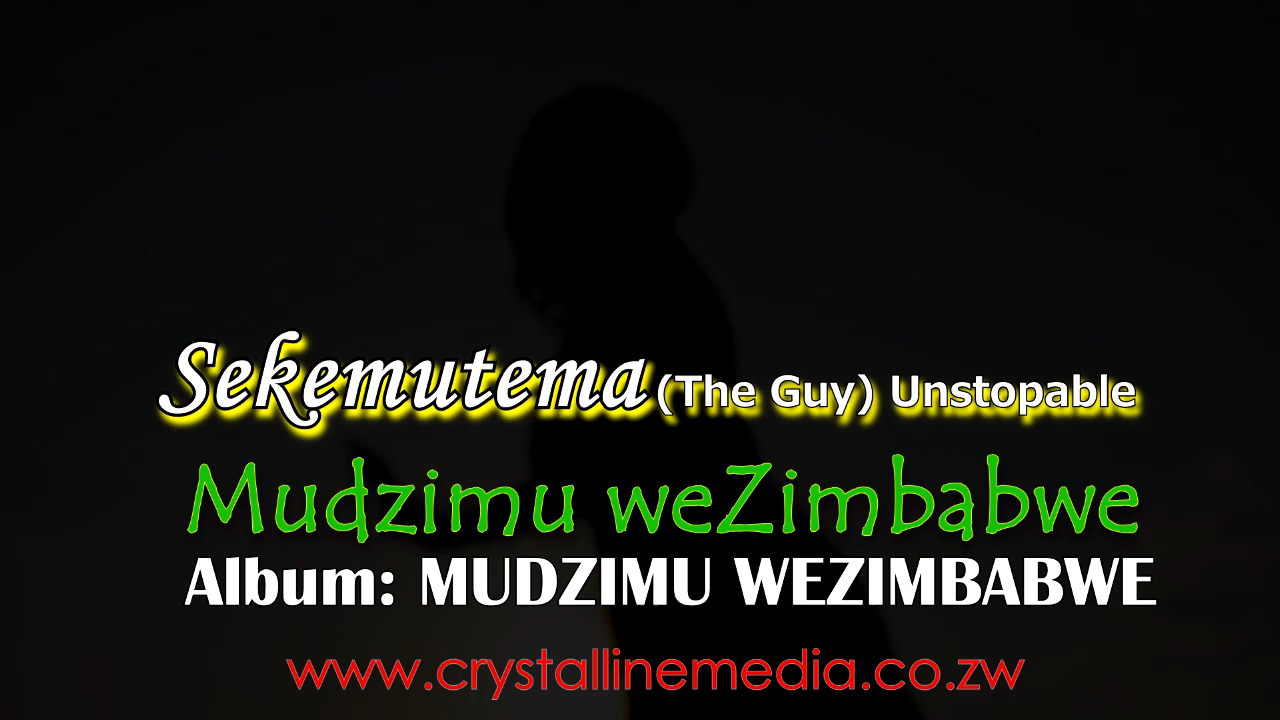 Sekemutema (The Guy) Unstopable
Mudzimu weZimbabwe
Album: MUDZIMU WEZIMBABWE
www.crystallinemedia.co.zw